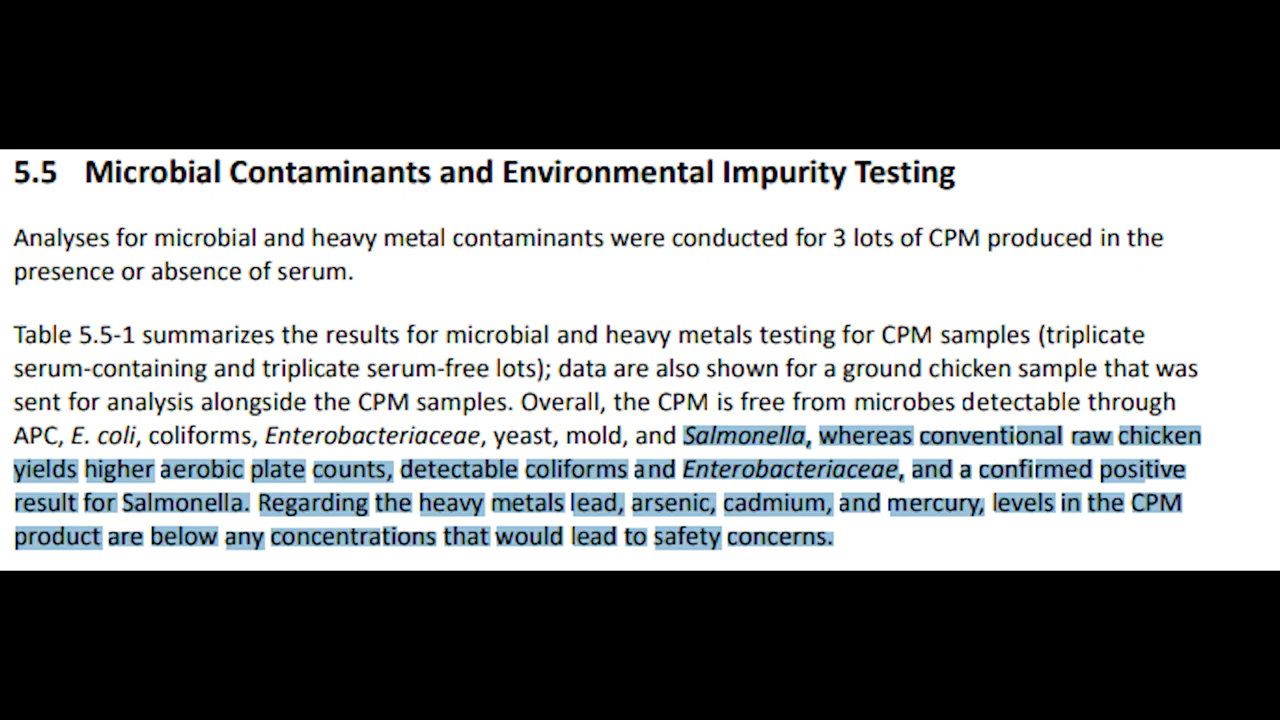 5.5 Microbial Contaminants and Environmental Impurity Testing
Analyses for microbial and heavy metal contaminants were conducted for 3 lots of CPM produced in the
presence or absence of serum.
Table 5.5-1 summarizes the results for microbial and heavy metals testing for CPM samples (triplicate
serum-containing and triplicate serum-free lots); data are also shown for a ground chicken sample that was
sent for analysis alongside the CPM samples. Overall, the CPM is free from microbes detectable through
APC, E. coli, coliforms, Enterobacteriaceae, yeast, mold, and Salmonella, whereas conventional raw chicken
yields higher aerobic plate counts, detectable coliforms and Enterobacteriaceae, and a confirmed positive
result for Salmonella. Regarding the heavy metals lead, arsenic, cadmium, and mercury, levels in the CPM
product are below any concentrations that would lead to safety concerns.